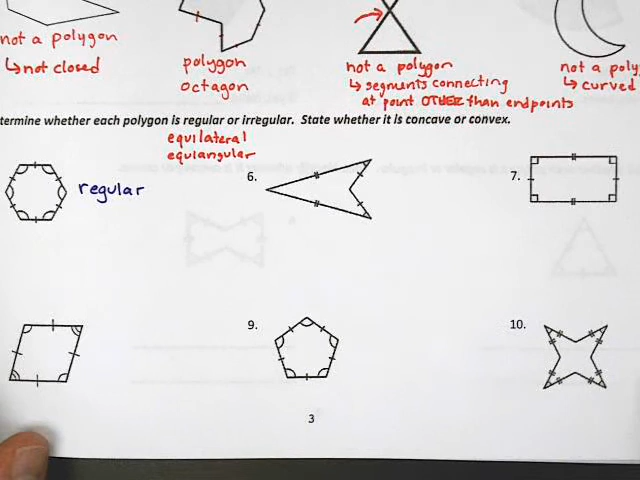 not a polygon
↳not closed
polygon
octagon
not a polygon
↳ segments connecting
at point OTHER than endpoints
not a poly
↳ curved
termine whether each polygon is regular or irregular. State whether it is concave or convex.
equilateral
equiangular
regular
6.
7.
9.
10.
3